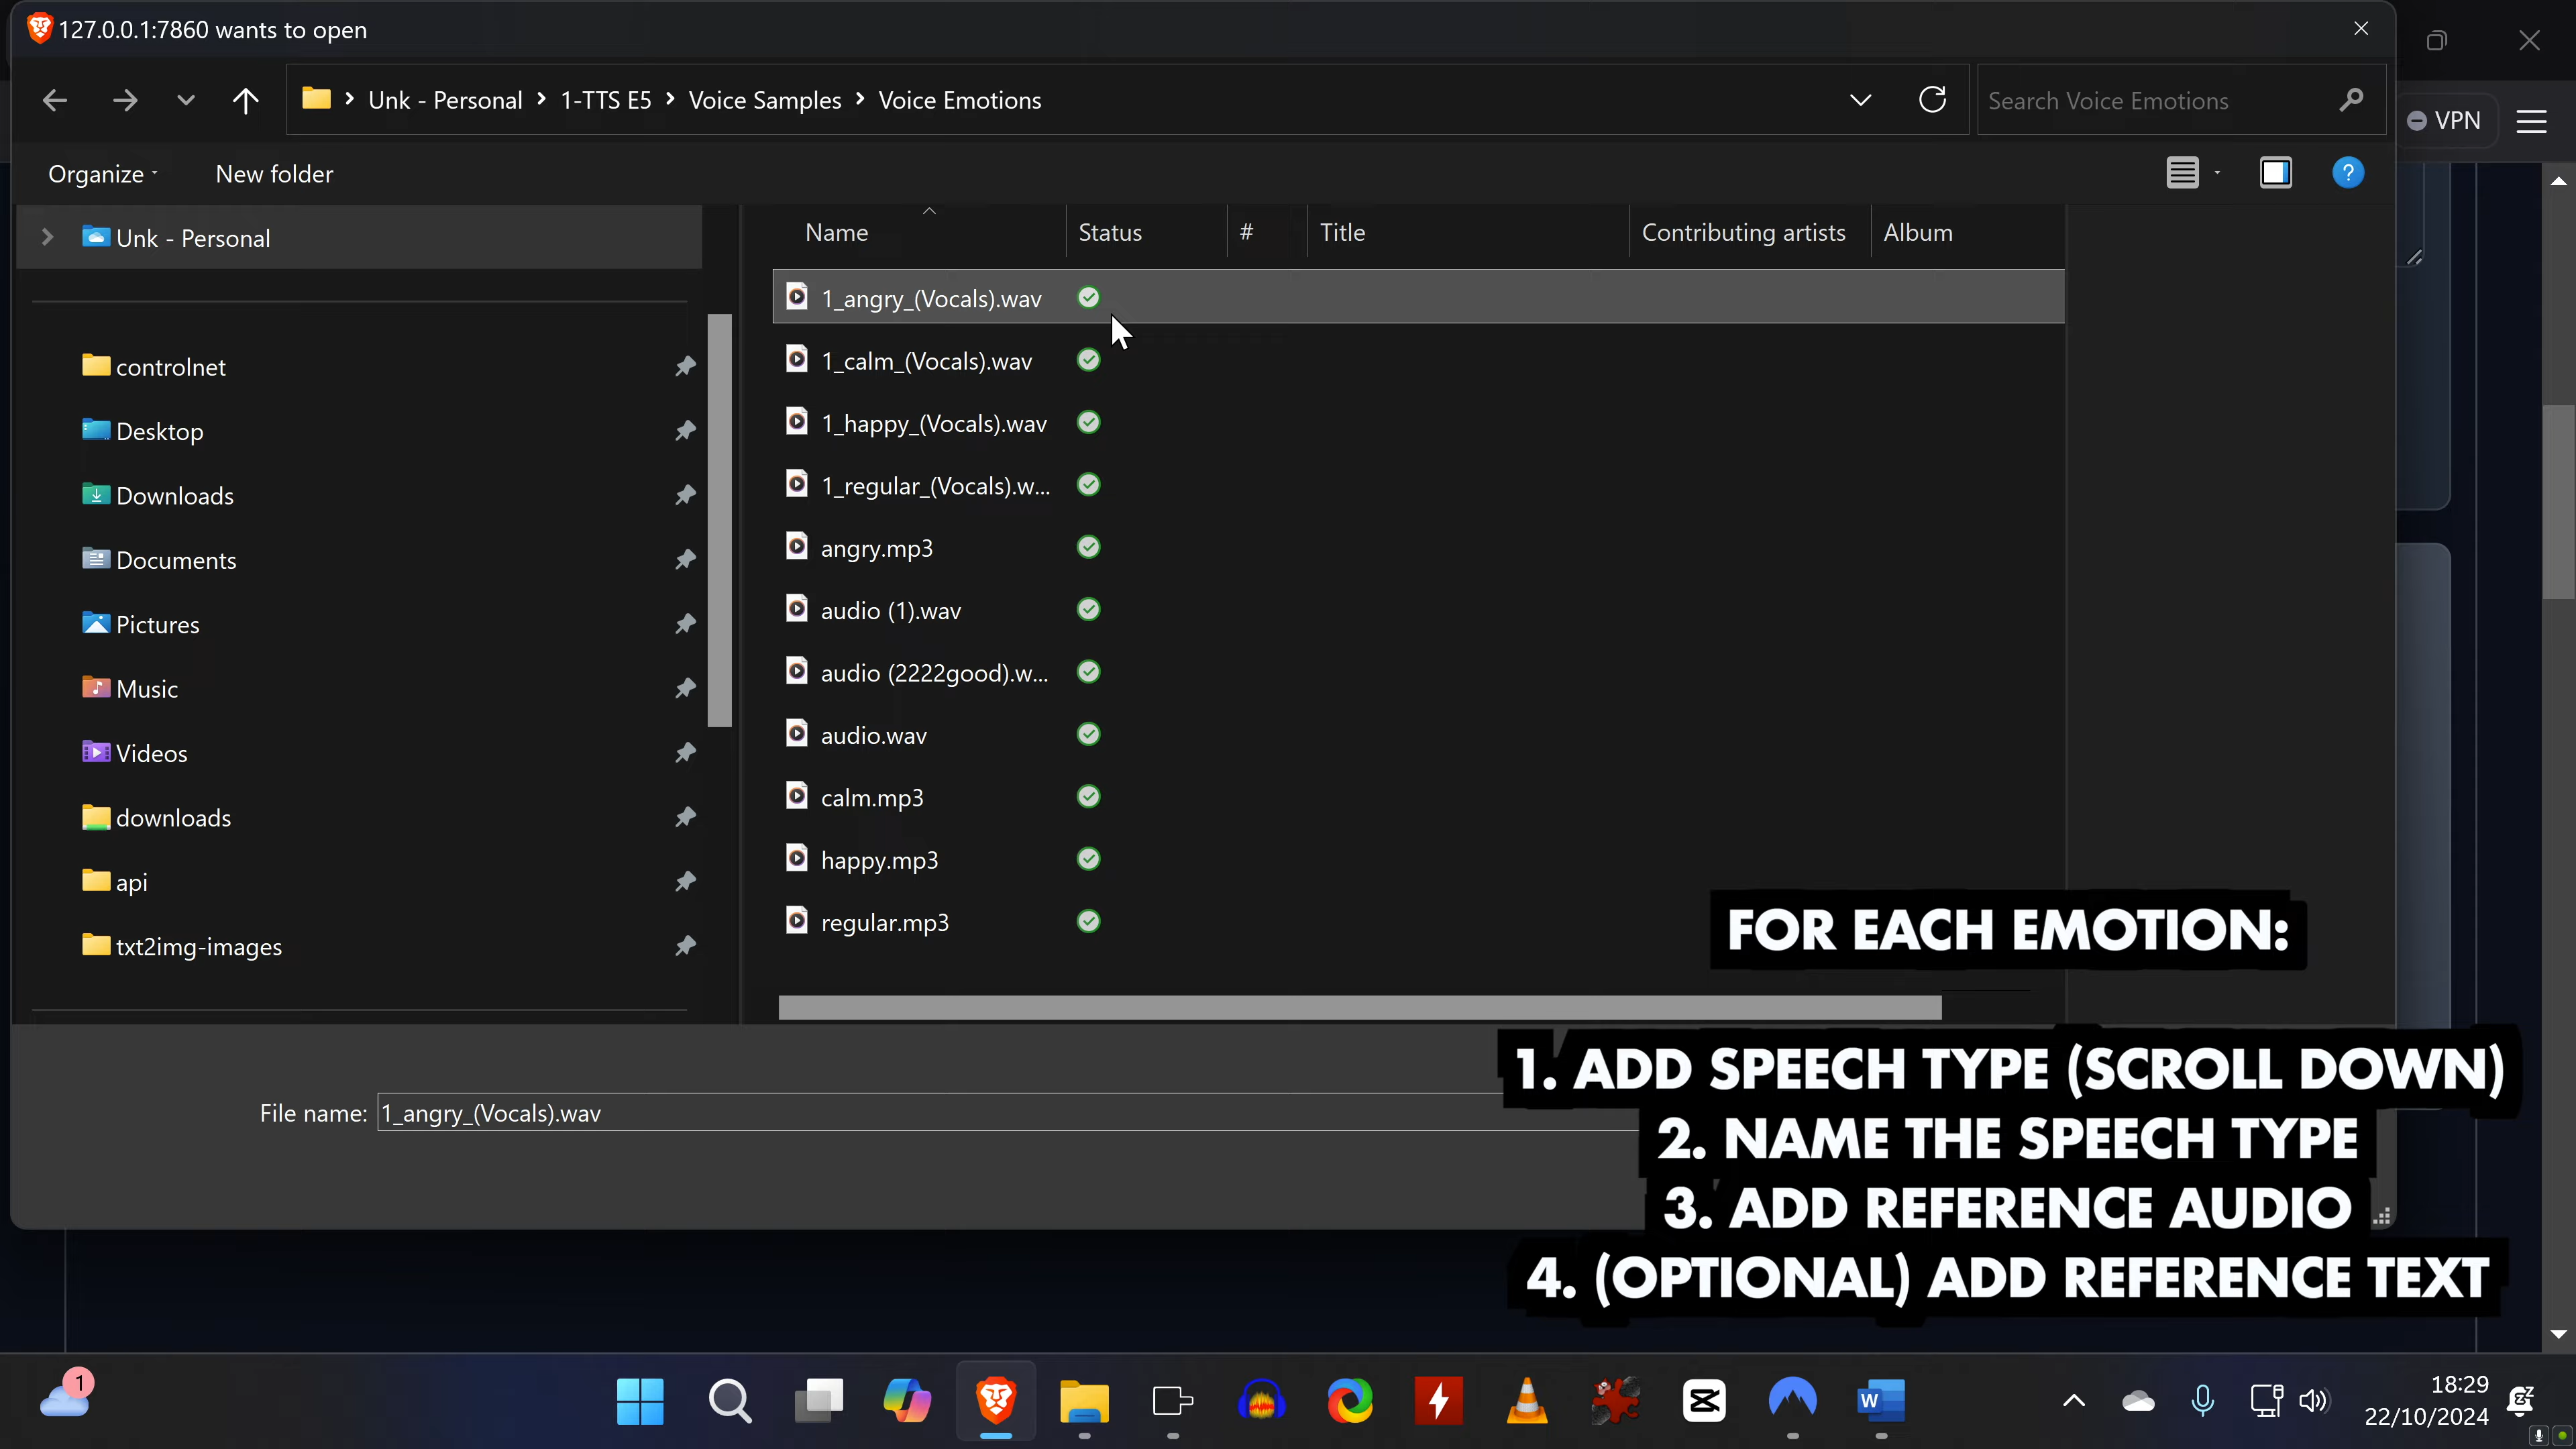 127.0.0.1:7860 wants to open
VPN
Unk - Personal > 1-TTS E5 > Voice Samples > Voice Emotions
Search Voice Emotions
Organize
New folder
Unk - Personal
controlnet
Desktop
Downloads
Documents
Pictures
Music
Videos
downloads
api
txt2img-images
Name Status # Title Contributing artists Album
1_angry_(Vocals).wav
1_calm_(Vocals).wav
1_happy_(Vocals).wav
1_regular_(Vocals).w...
angry.mp3
audio (1).wav
audio (2222good).w...
audio.wav
calm.mp3
happy.mp3
regular.mp3
File name: 1_angry_(Vocals).wav
FOR EACH EMOTION:
1. ADD SPEECH TYPE (SCROLL DOWN)
2. NAME THE SPEECH TYPE
3. ADD REFERENCE AUDIO
4. (OPTIONAL) ADD REFERENCE TEXT
1
W
18:29
22/10/2024